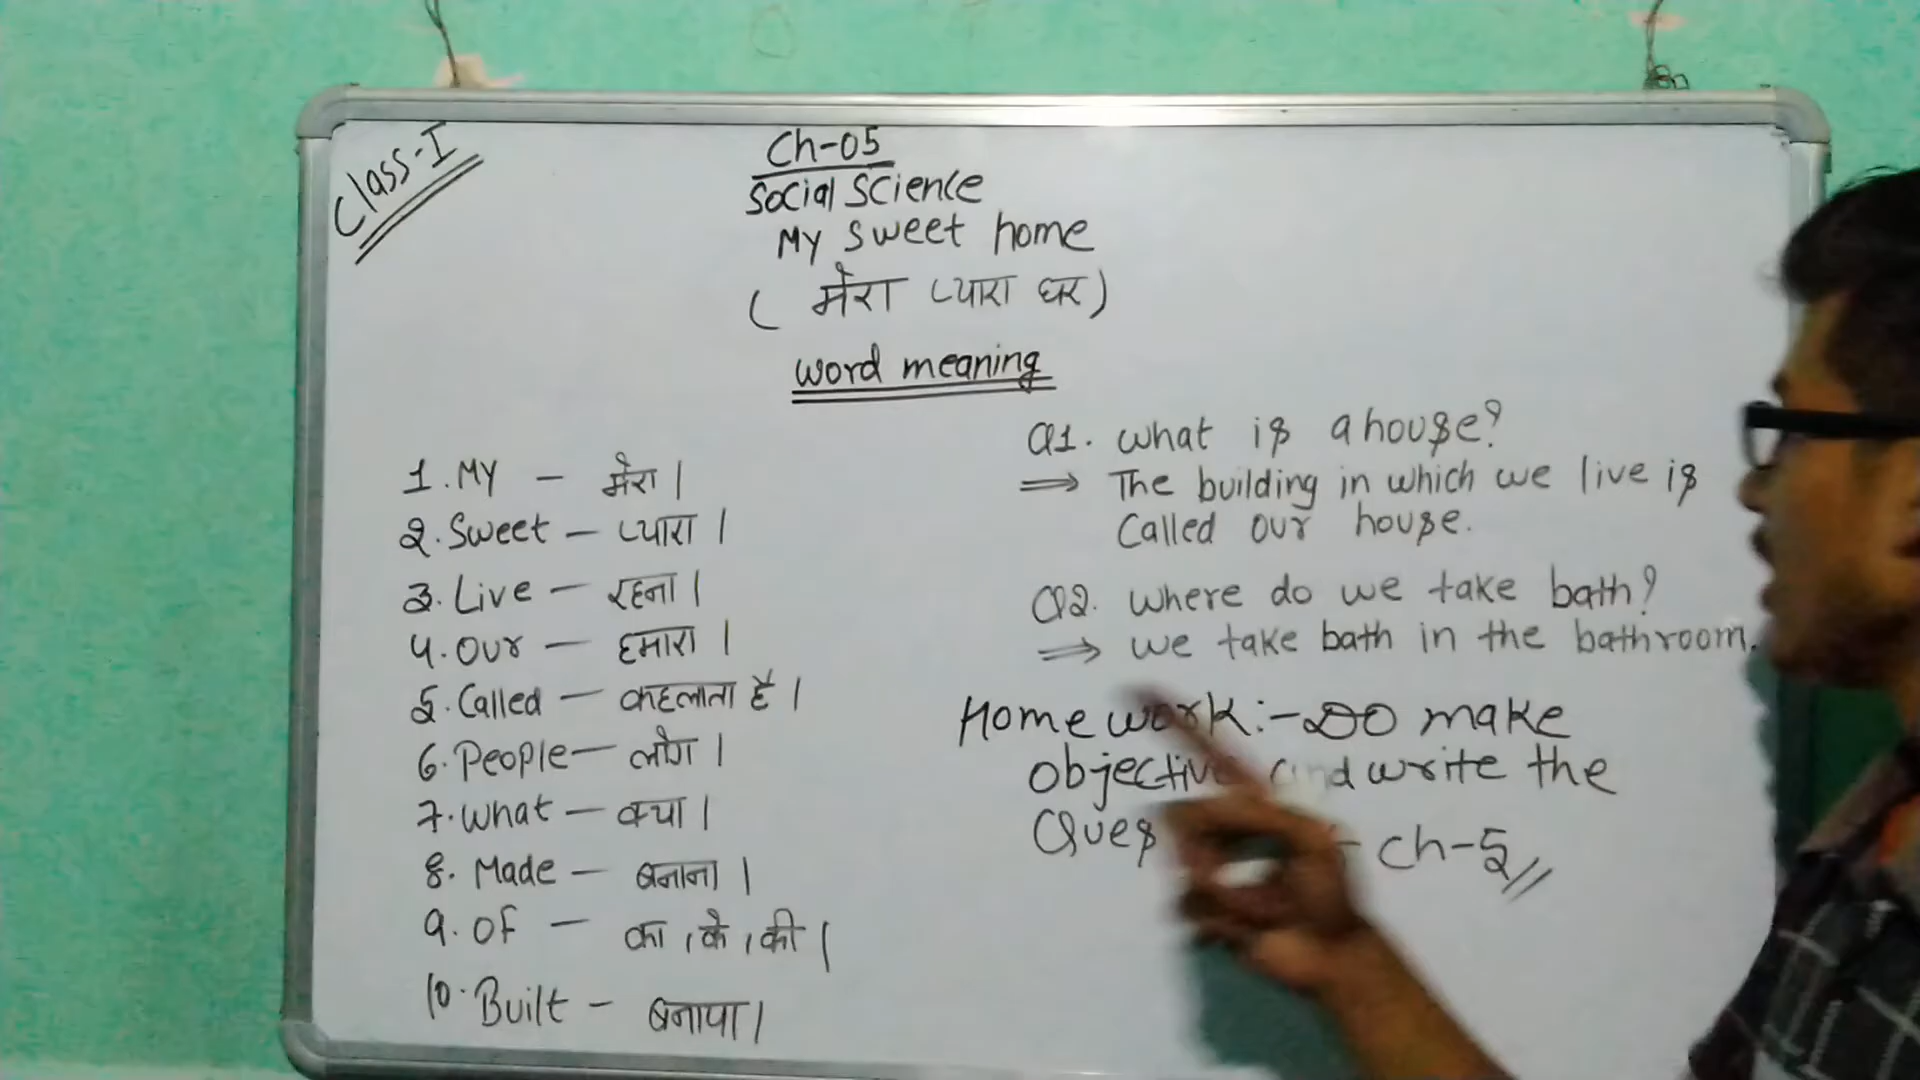 Class-I
Ch-05
Social Science
My sweet home
( मेरा प्यारा घर )
word meaning
1. My - मेरा।
2. Sweet - प्यारा।
3. Live - रहना।
4. Our - हमारा।
5. Called - कहलाता है।
6. People - लोग।
7. What - क्या।
8. Made - बनाना।
9. Of - का, के, की।
10. Built - बनाया।
Q1. What is a house?
⇒ The building in which we live is
Called our house.
Q2. Where do we take bath?
⇒ we take bath in the bathroom.
Home work:- Do make
objective and write the
Ques - Ch-5//